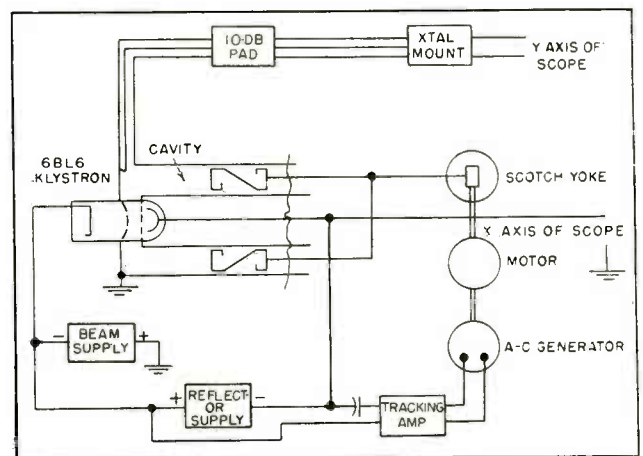 10-DB
PAD
XTAL
MOUNT
Y AXIS OF
SCOPE
CAVITY
6BL6
KLYSTRON
SCOTCH YOKE
X AXIS OF SCOPE
MOTOR
A-C GENERATOR
- BEAM +
SUPPLY
+ REFLECT- -
OR
SUPPLY
TRACKING
AMP